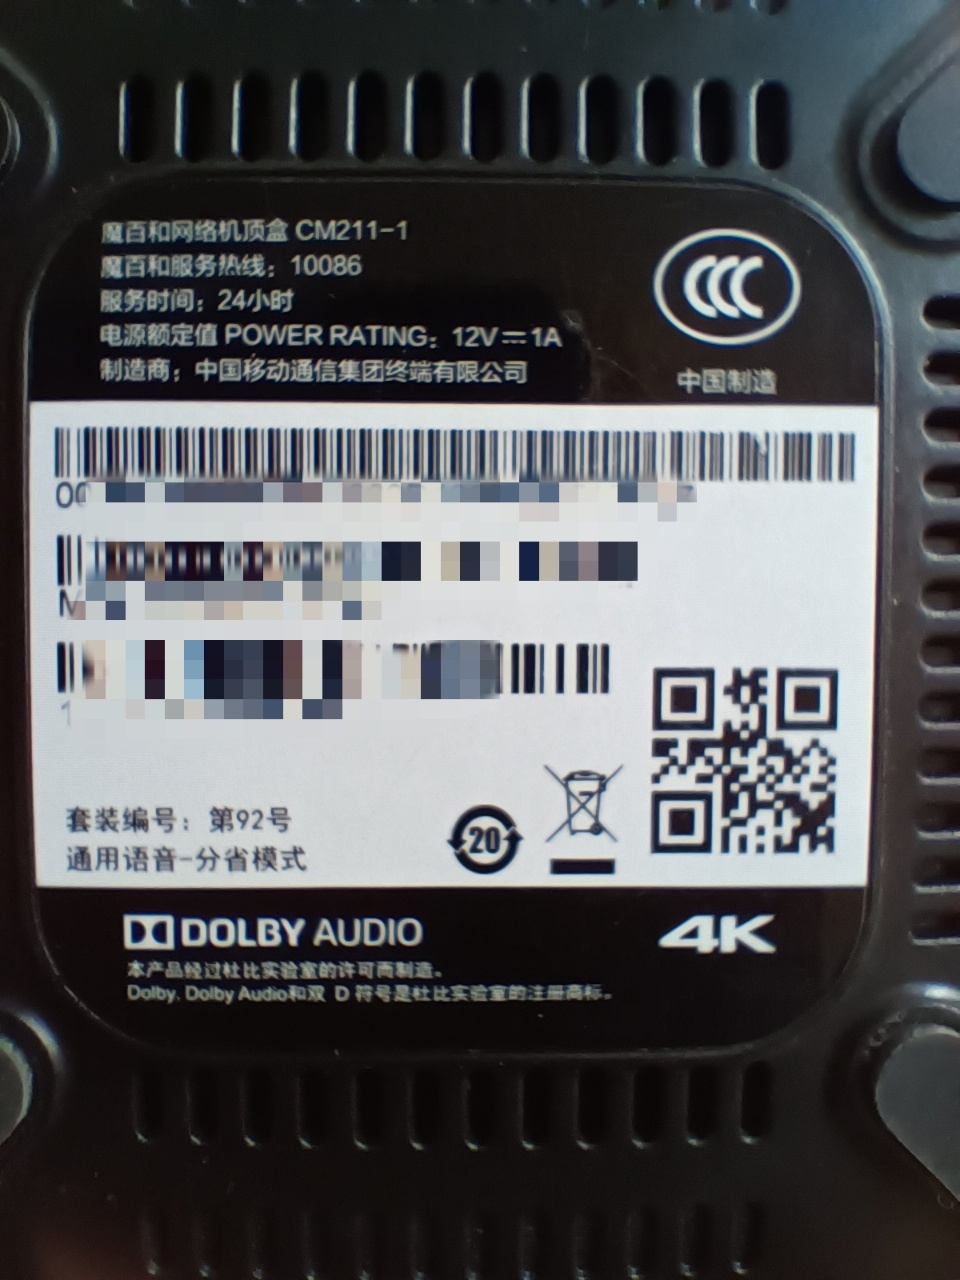 魔百和网络机顶盒 CM211-1
魔百和服务热线：10086
服务时间：24小时
电源额定值 POWER RATING：12V⎓1A
制造商：中国移动通信集团终端有限公司
CCC
中国制造
00
M
1
套装编号：第92号
通用语音-分省模式
20
DOLBY AUDIO
4K
本产品经过杜比实验室的许可而制造。
Dolby, Dolby Audio和双 D 符号是杜比实验室的注册商标。